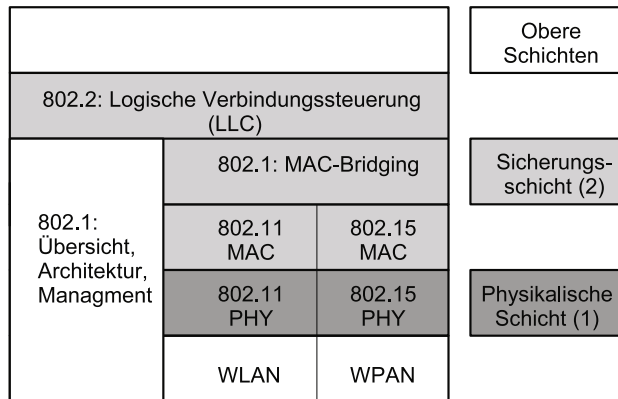 Obere
Schichten
802.2: Logische Verbindungssteuerung
(LLC)
802.1: MAC-Bridging
Sicherungs-
schicht (2)
802.1:
Übersicht,
Architektur,
Managment
802.11
MAC
802.15
MAC
802.11
PHY
802.15
PHY
Physikalische
Schicht (1)
WLAN
WPAN